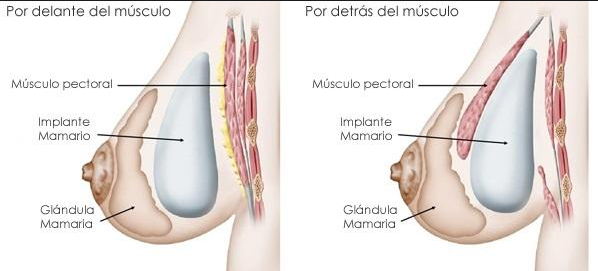 Por delante del músculo
Músculo pectoral
Implante
Mamario
Glándula
Mamaria
Por detrás del músculo
Músculo pectoral
Implante
Mamario
Glándula
Mamaria